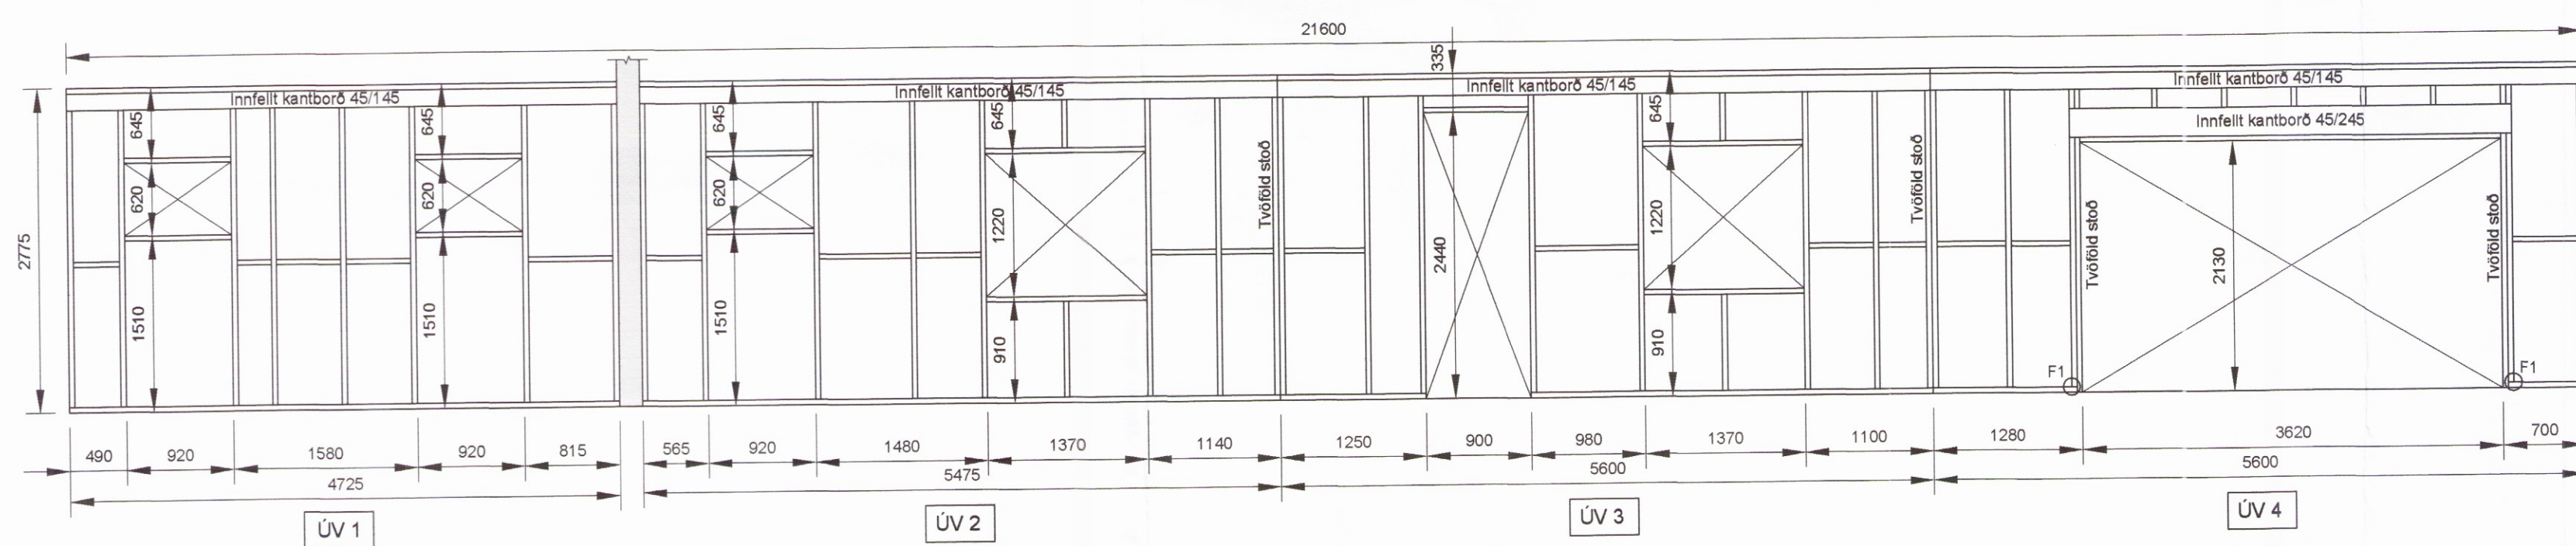 21600
335
Innfellt kantborð 45/145
Innfellt kantborð 45/145
Innfellt kantborð 45/145
Innfellt kantborð 45/145
Innfellt kantborð 45/245
2775
645
620
1510
645
620
1510
645
620
1510
645
1220
910
Tvöföld stoð
2440
645
1220
910
Tvöföld stoð
Tvöföld stoð
2130
Tvöföld stoð
F1
F1
490 920 1580 920 815 565 920 1480 1370 1140 1250 900 980 1370 1100 1280 3620 700
4725 5475 5600 5600
ÚV 1 ÚV 2 ÚV 3 ÚV 4